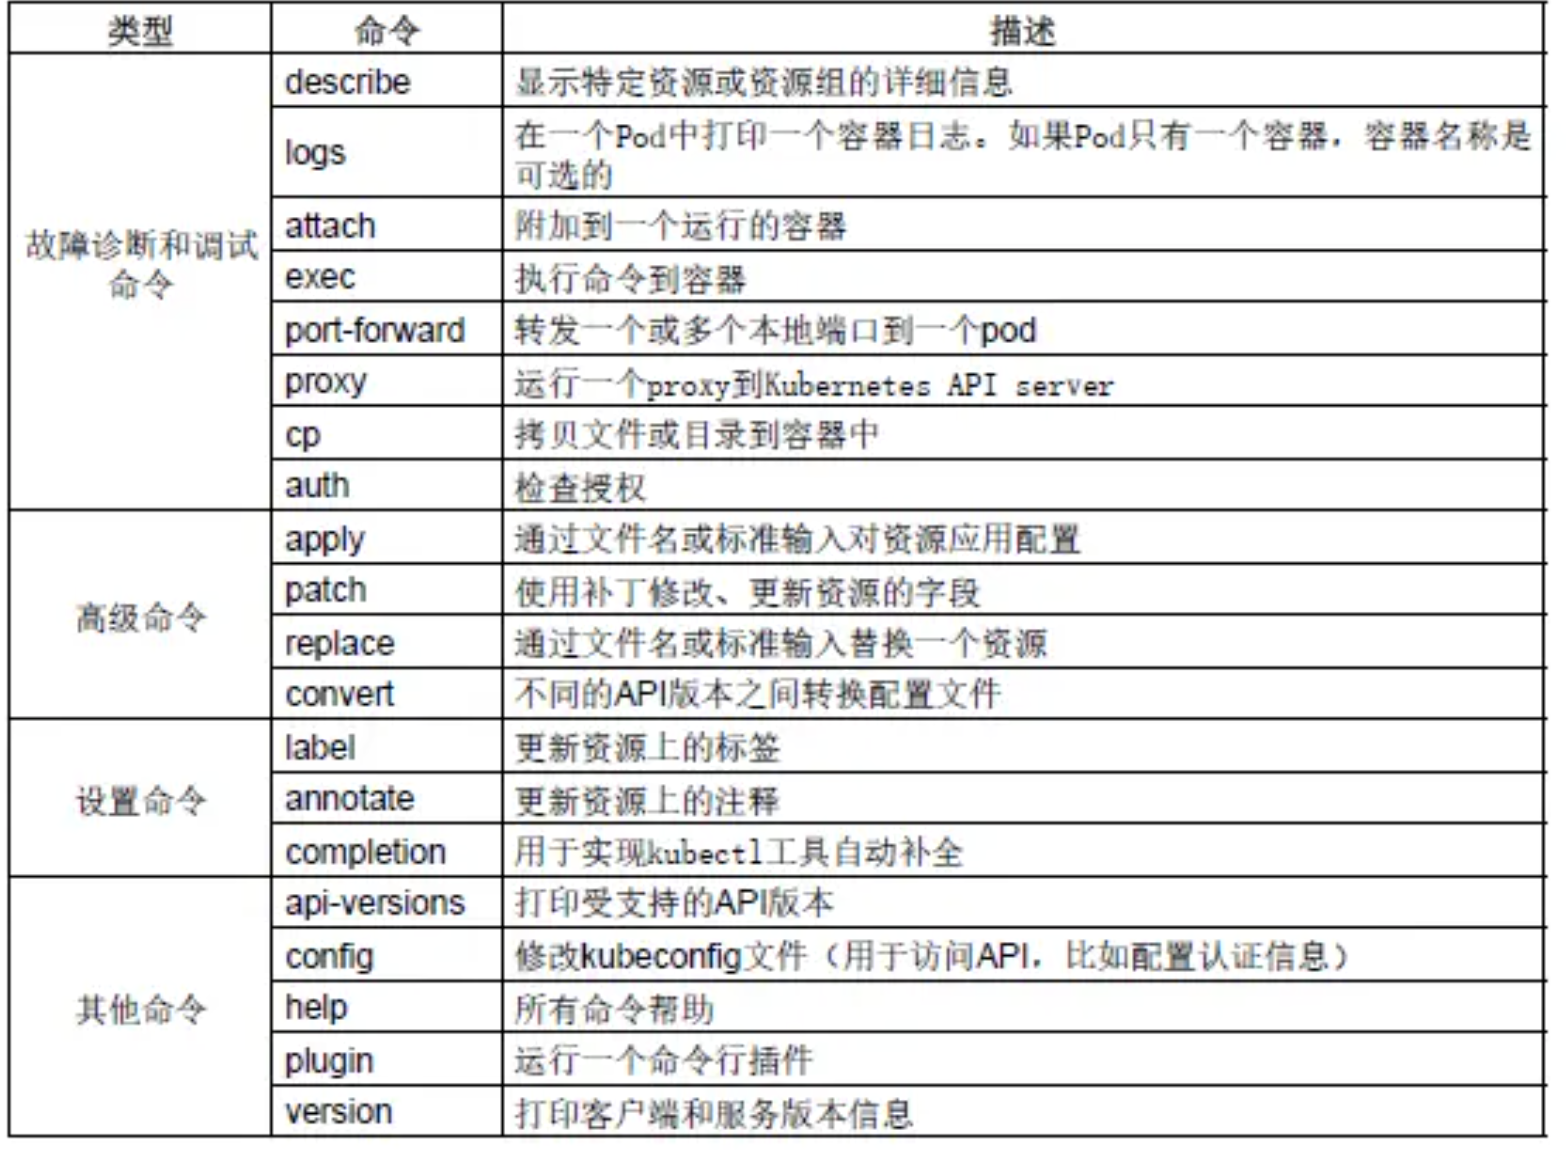 类型 命令 描述
故障诊断和调试
命令
describe 显示特定资源或资源组的详细信息
logs 在一个Pod中打印一个容器日志。如果Pod只有一个容器，容器名称是
可选的
attach 附加到一个运行的容器
exec 执行命令到容器
port-forward 转发一个或多个本地端口到一个pod
proxy 运行一个proxy到Kubernetes API server
cp 拷贝文件或目录到容器中
auth 检查授权
高级命令
apply 通过文件名或标准输入对资源应用配置
patch 使用补丁修改、更新资源的字段
replace 通过文件名或标准输入替换一个资源
convert 不同的API版本之间转换配置文件
设置命令
label 更新资源上的标签
annotate 更新资源上的注释
completion 用于实现kubectl工具自动补全
其他命令
api-versions 打印受支持的API版本
config 修改kubeconfig文件（用于访问API，比如配置认证信息）
help 所有命令帮助
plugin 运行一个命令行插件
version 打印客户端和服务版本信息